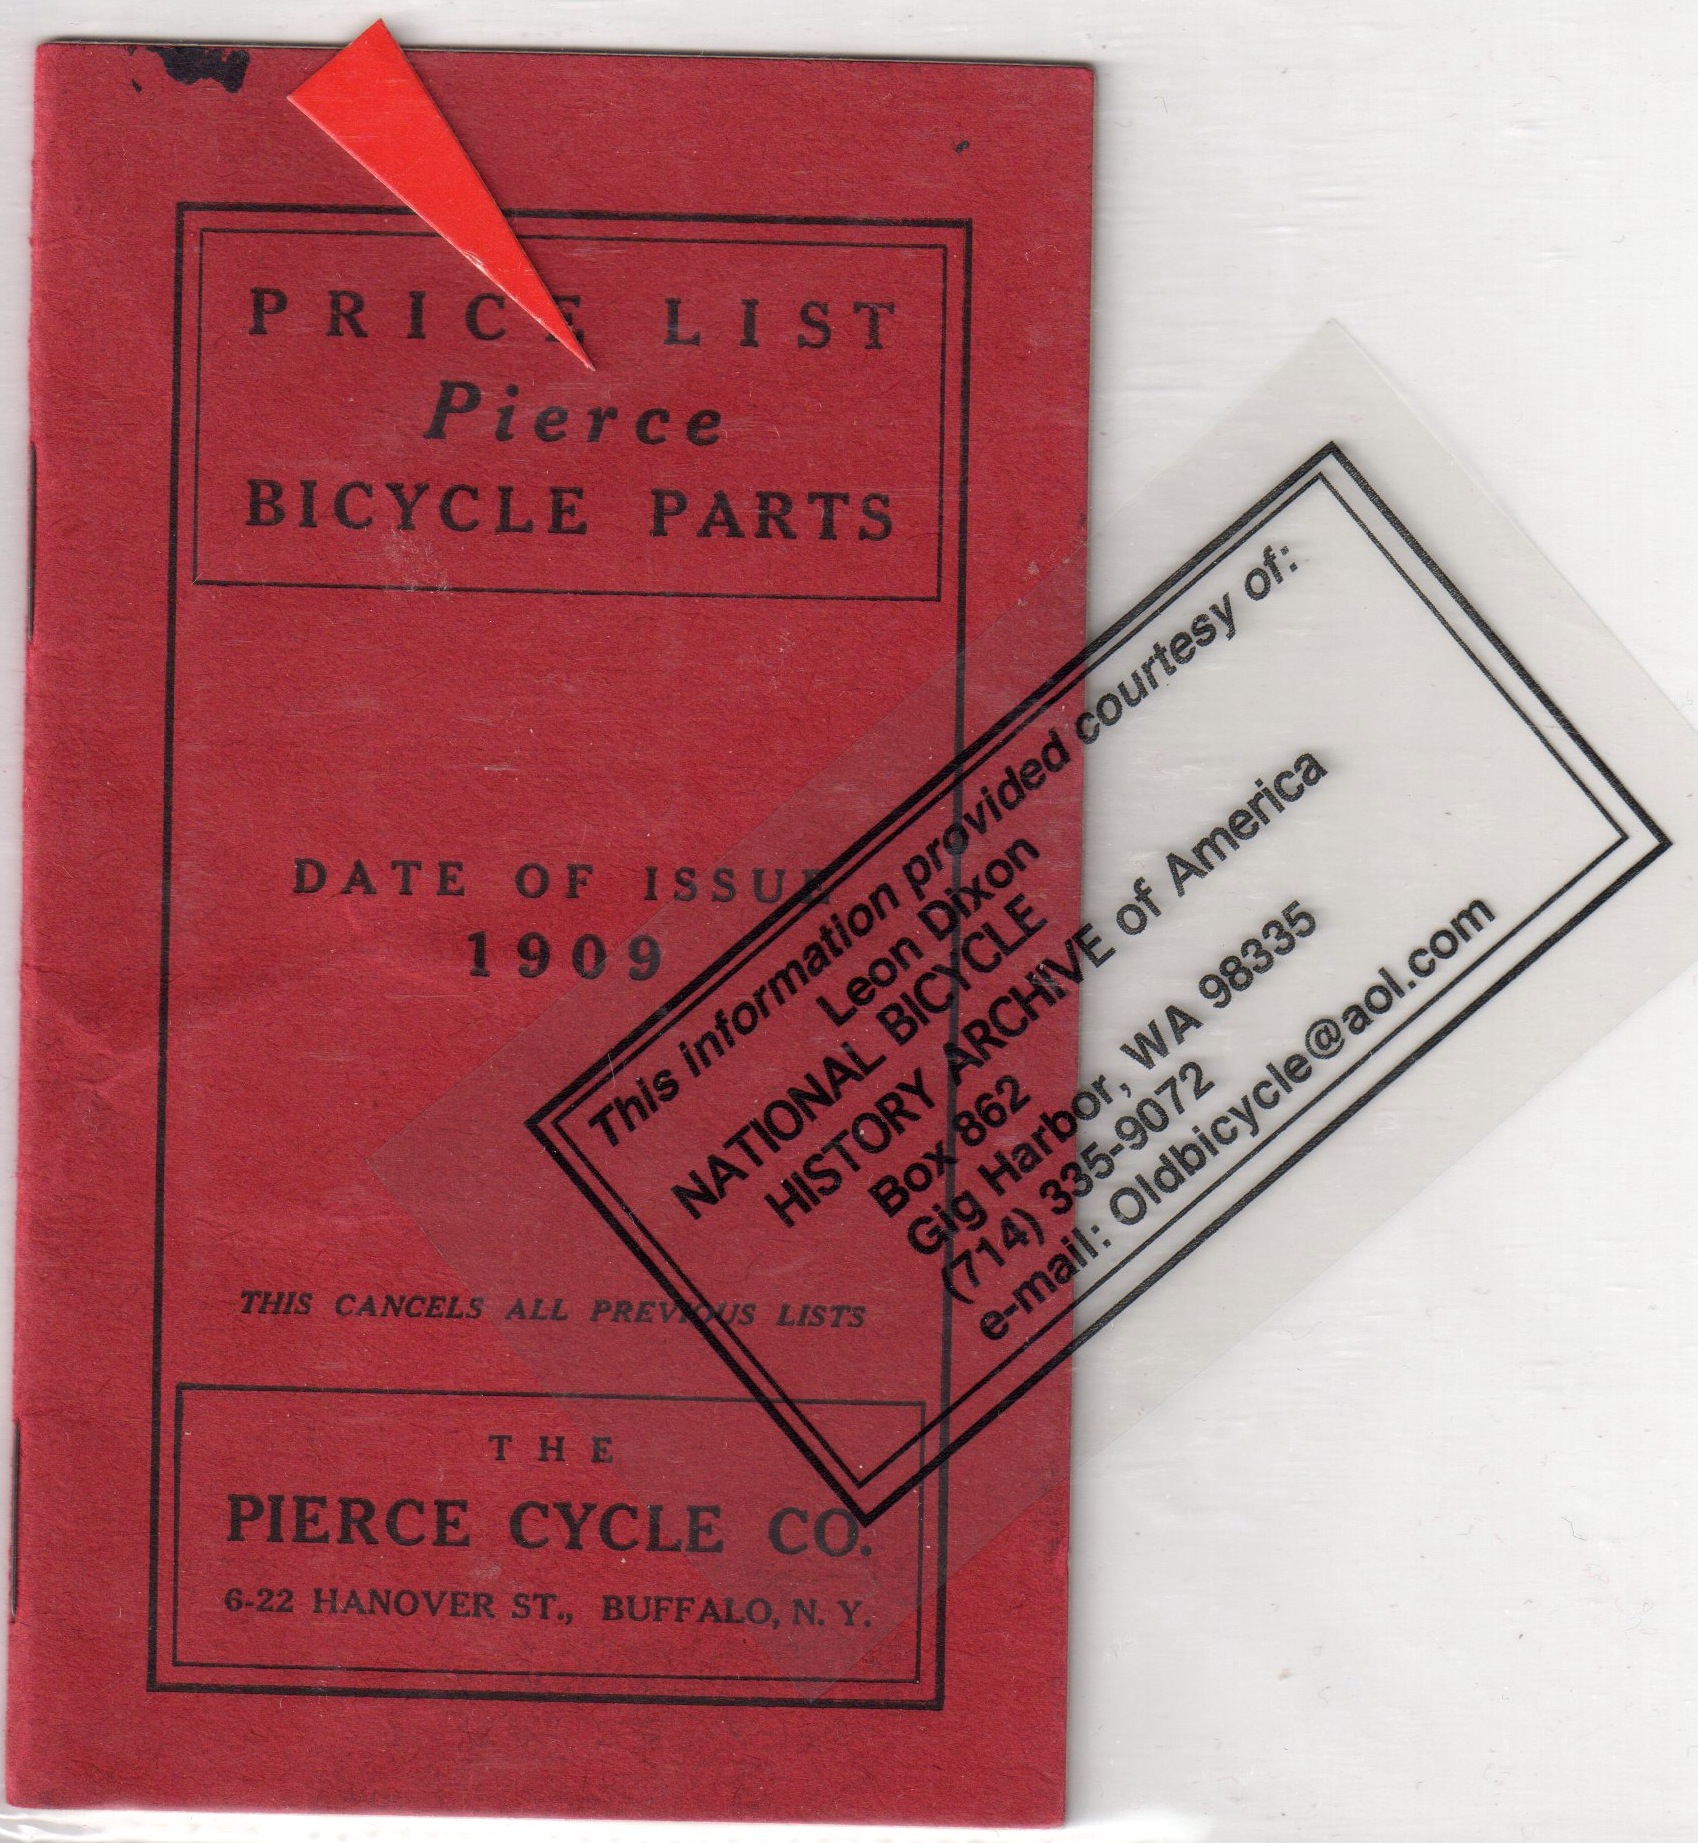 PRICE LIST
Pierce
BICYCLE PARTS
DATE OF ISSUE
1909
THIS CANCELS ALL PREVIOUS LISTS
THE
PIERCE CYCLE CO.
6-22 HANOVER ST., BUFFALO, N. Y.
This information provided courtesy of:
Leon Dixon
NATIONAL BICYCLE
HISTORY ARCHIVE of America
Box 862
Gig Harbor, WA 98335
(714) 335-9072
e-mail: Oldbicycle@aol.com